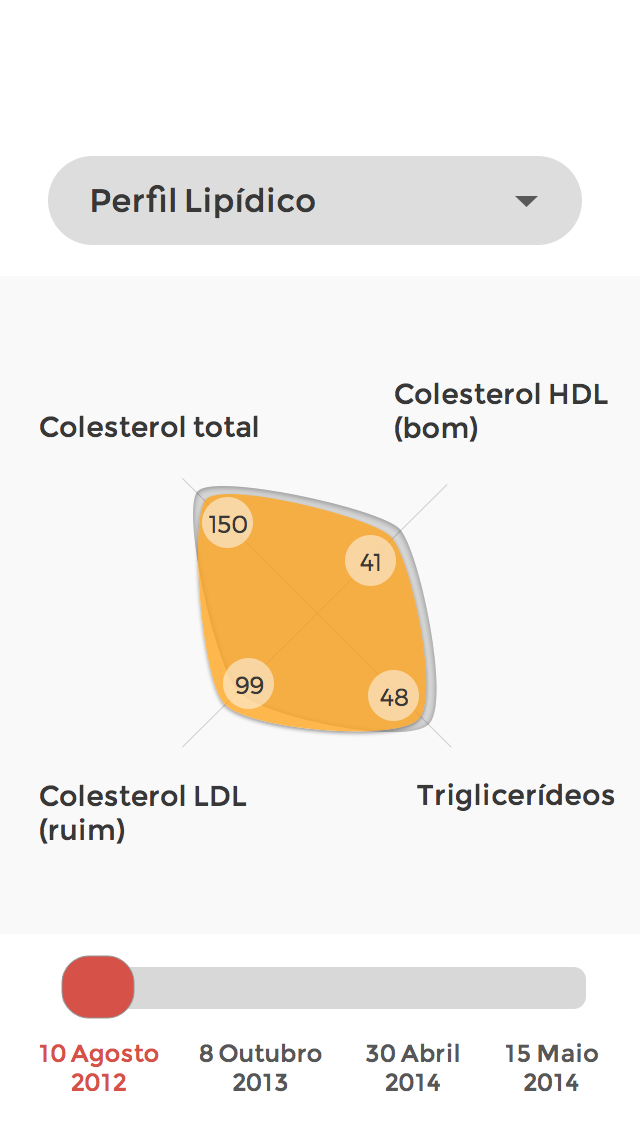 Perfil Lipídico
Colesterol total
Colesterol HDL
(bom)
150
41
99
48
Colesterol LDL
(ruim)
Triglicerídeos
10 Agosto
2012
8 Outubro
2013
30 Abril
2014
15 Maio
2014